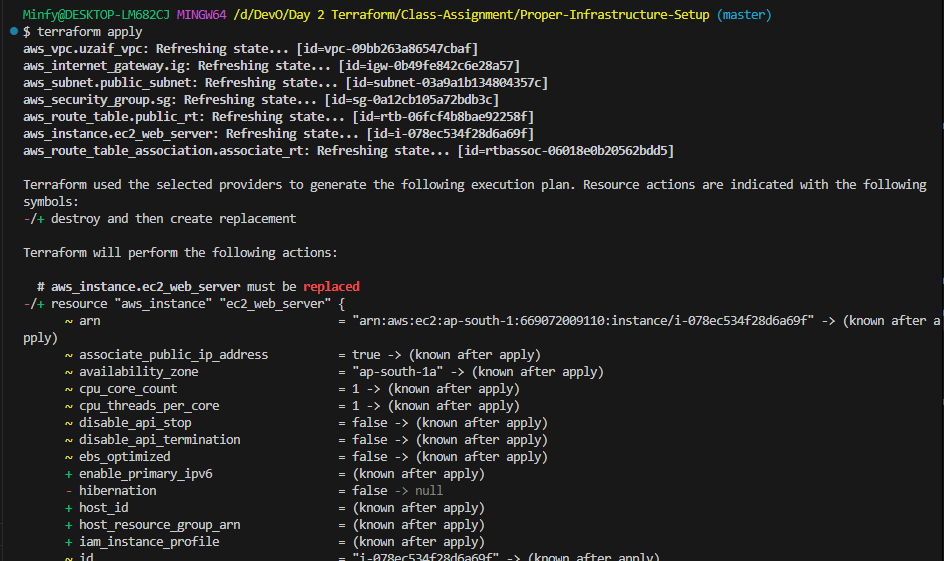 Minfy@DESKTOP-LM682CJ MINGW64 /d/DevO/Day 2 Terraform/Class-Assignment/Proper-Infrastructure-Setup (master)
$ terraform apply
aws_vpc.uzaif_vpc: Refreshing state... [id=vpc-09bb263a86547cbaf]
aws_internet_gateway.ig: Refreshing state... [id=igw-0b49fe842c6e28a57]
aws_subnet.public_subnet: Refreshing state... [id=subnet-03a9a1b134804357c]
aws_security_group.sg: Refreshing state... [id=sg-0a12cb105a72bdb3c]
aws_route_table.public_rt: Refreshing state... [id=rtb-06fcf4b8bae92258f]
aws_instance.ec2_web_server: Refreshing state... [id=i-078ec534f28d6a69f]
aws_route_table_association.associate_rt: Refreshing state... [id=rtbassoc-06018e0b20562bdd5]
Terraform used the selected providers to generate the following execution plan. Resource actions are indicated with the following
symbols:
-/+ destroy and then create replacement
Terraform will perform the following actions:
# aws_instance.ec2_web_server must be replaced
-/+ resource "aws_instance" "ec2_web_server" {
~ arn = "arn:aws:ec2:ap-south-1:669072009110:instance/i-078ec534f28d6a69f" -> (known after a
pply)
~ associate_public_ip_address = true -> (known after apply)
~ availability_zone = "ap-south-1a" -> (known after apply)
~ cpu_core_count = 1 -> (known after apply)
~ cpu_threads_per_core = 1 -> (known after apply)
~ disable_api_stop = false -> (known after apply)
~ disable_api_termination = false -> (known after apply)
~ ebs_optimized = false -> (known after apply)
+ enable_primary_ipv6 = (known after apply)
- hibernation = false -> null
+ host_id = (known after apply)
+ host_resource_group_arn = (known after apply)
+ iam_instance_profile = (known after apply)
~ id = "i-078ec534f28d6a69f" -> (known after apply)